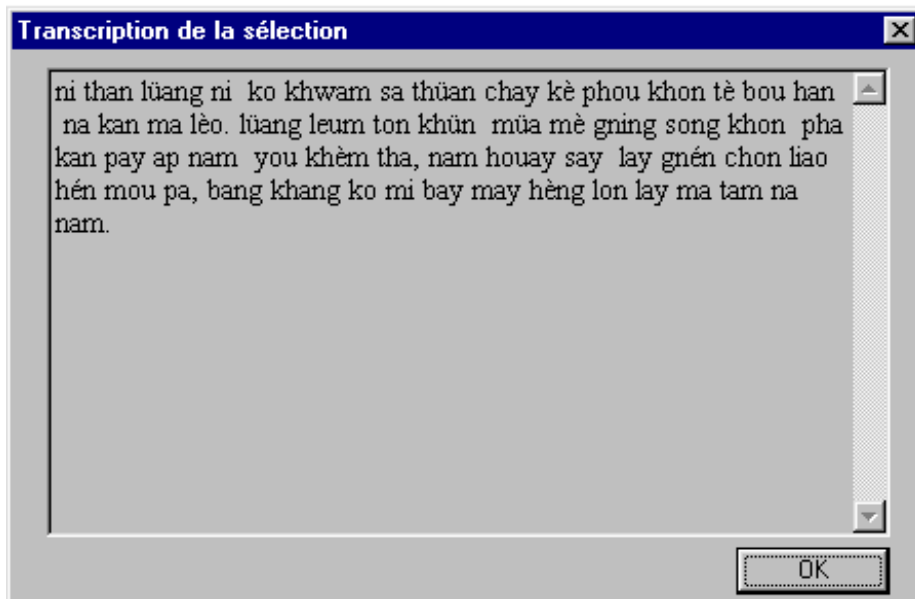 Transcription de la sélection
ni than lüang ni  ko khwam sa thüan chay kè phou khon tè bou han
na kan ma lèo. lüang leum ton khün  müa mè gning song khon  pha
kan pay ap nam  you khèm tha, nam houay say  lay gnén chon liao
hén mou pa, bang khang ko mi bay may hèng lon lay ma tam na
nam.
OK